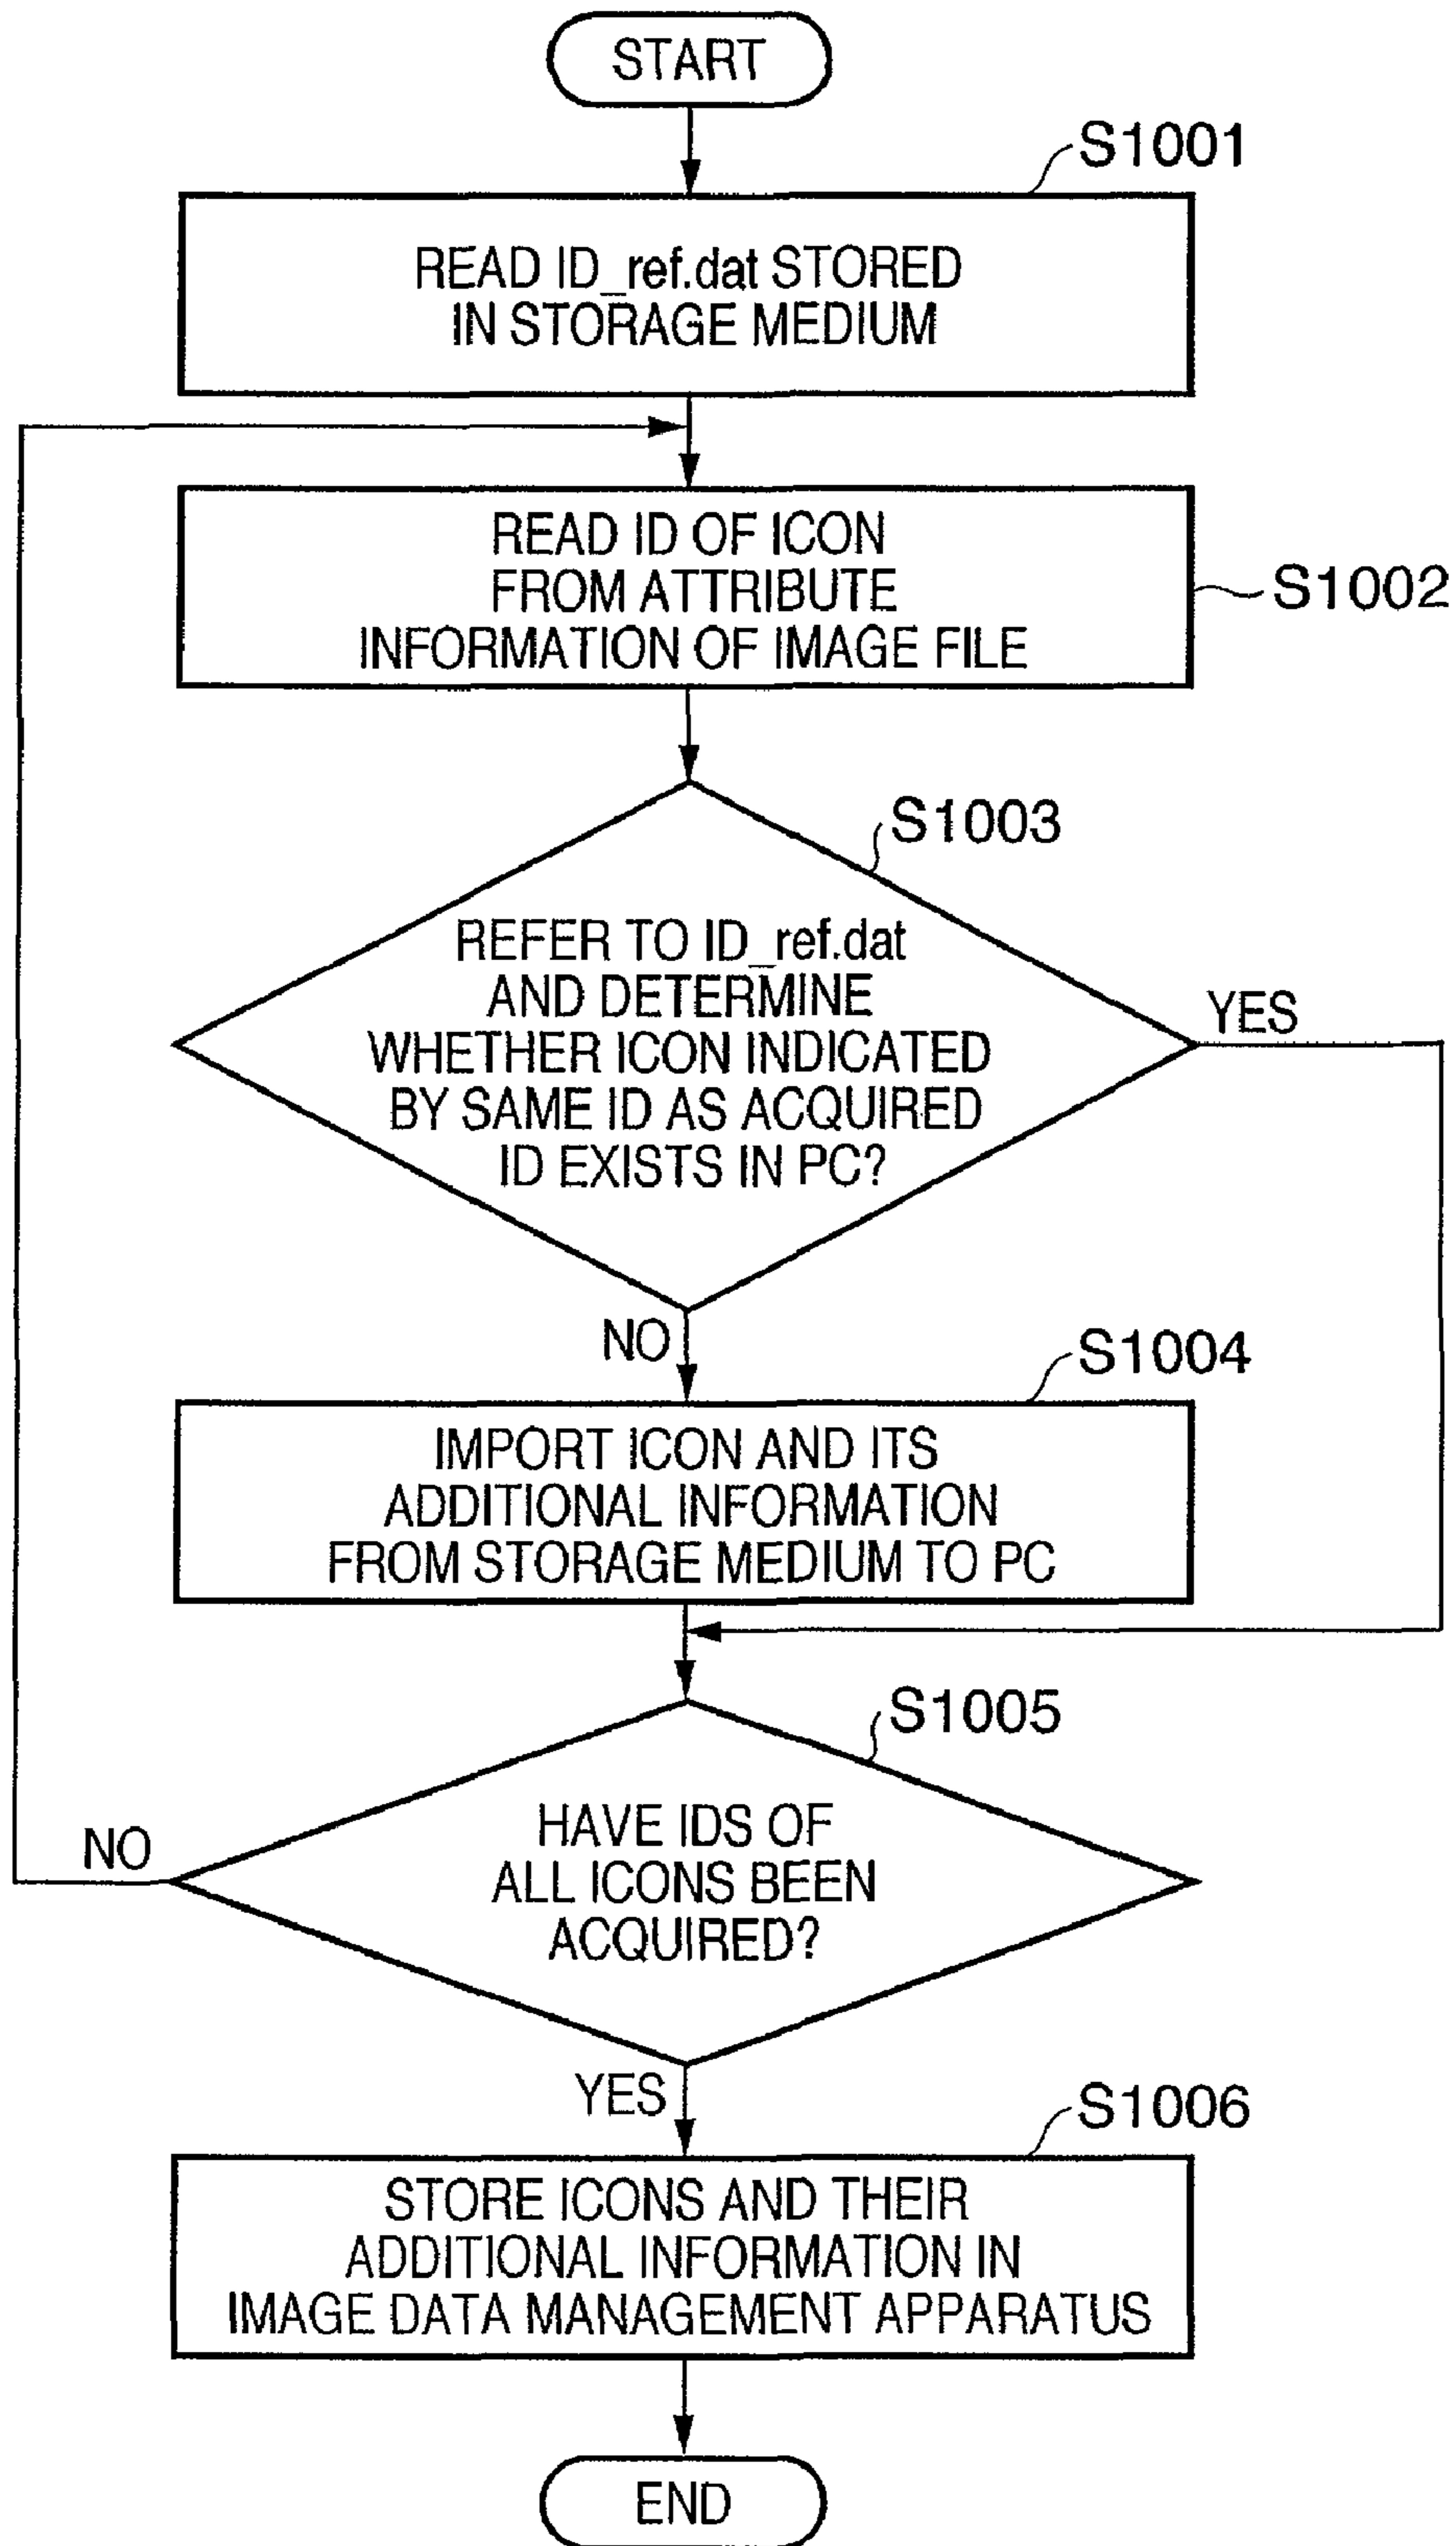 START
S1001
READ ID_ref.dat STORED
IN STORAGE MEDIUM
READ ID OF ICON
FROM ATTRIBUTE
INFORMATION OF IMAGE FILE
S1002
S1003
REFER TO ID_ref.dat
AND DETERMINE
WHETHER ICON INDICATED
BY SAME ID AS ACQUIRED
ID EXISTS IN PC?
YES
NO
S1004
IMPORT ICON AND ITS
ADDITIONAL INFORMATION
FROM STORAGE MEDIUM TO PC
S1005
HAVE IDS OF
ALL ICONS BEEN
ACQUIRED?
NO
YES
S1006
STORE ICONS AND THEIR
ADDITIONAL INFORMATION IN
IMAGE DATA MANAGEMENT APPARATUS
END